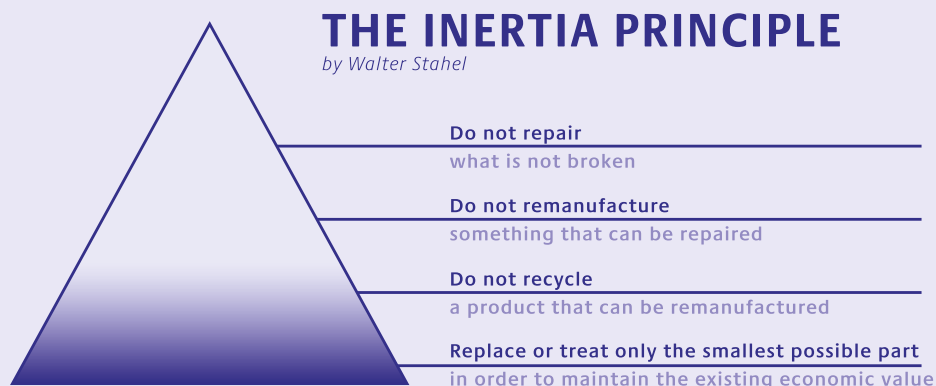 THE INERTIA PRINCIPLE
by Walter Stahel
Do not repair
what is not broken
Do not remanufacture
something that can be repaired
Do not recycle
a product that can be remanufactured
Replace or treat only the smallest possible part
in order to maintain the existing economic value